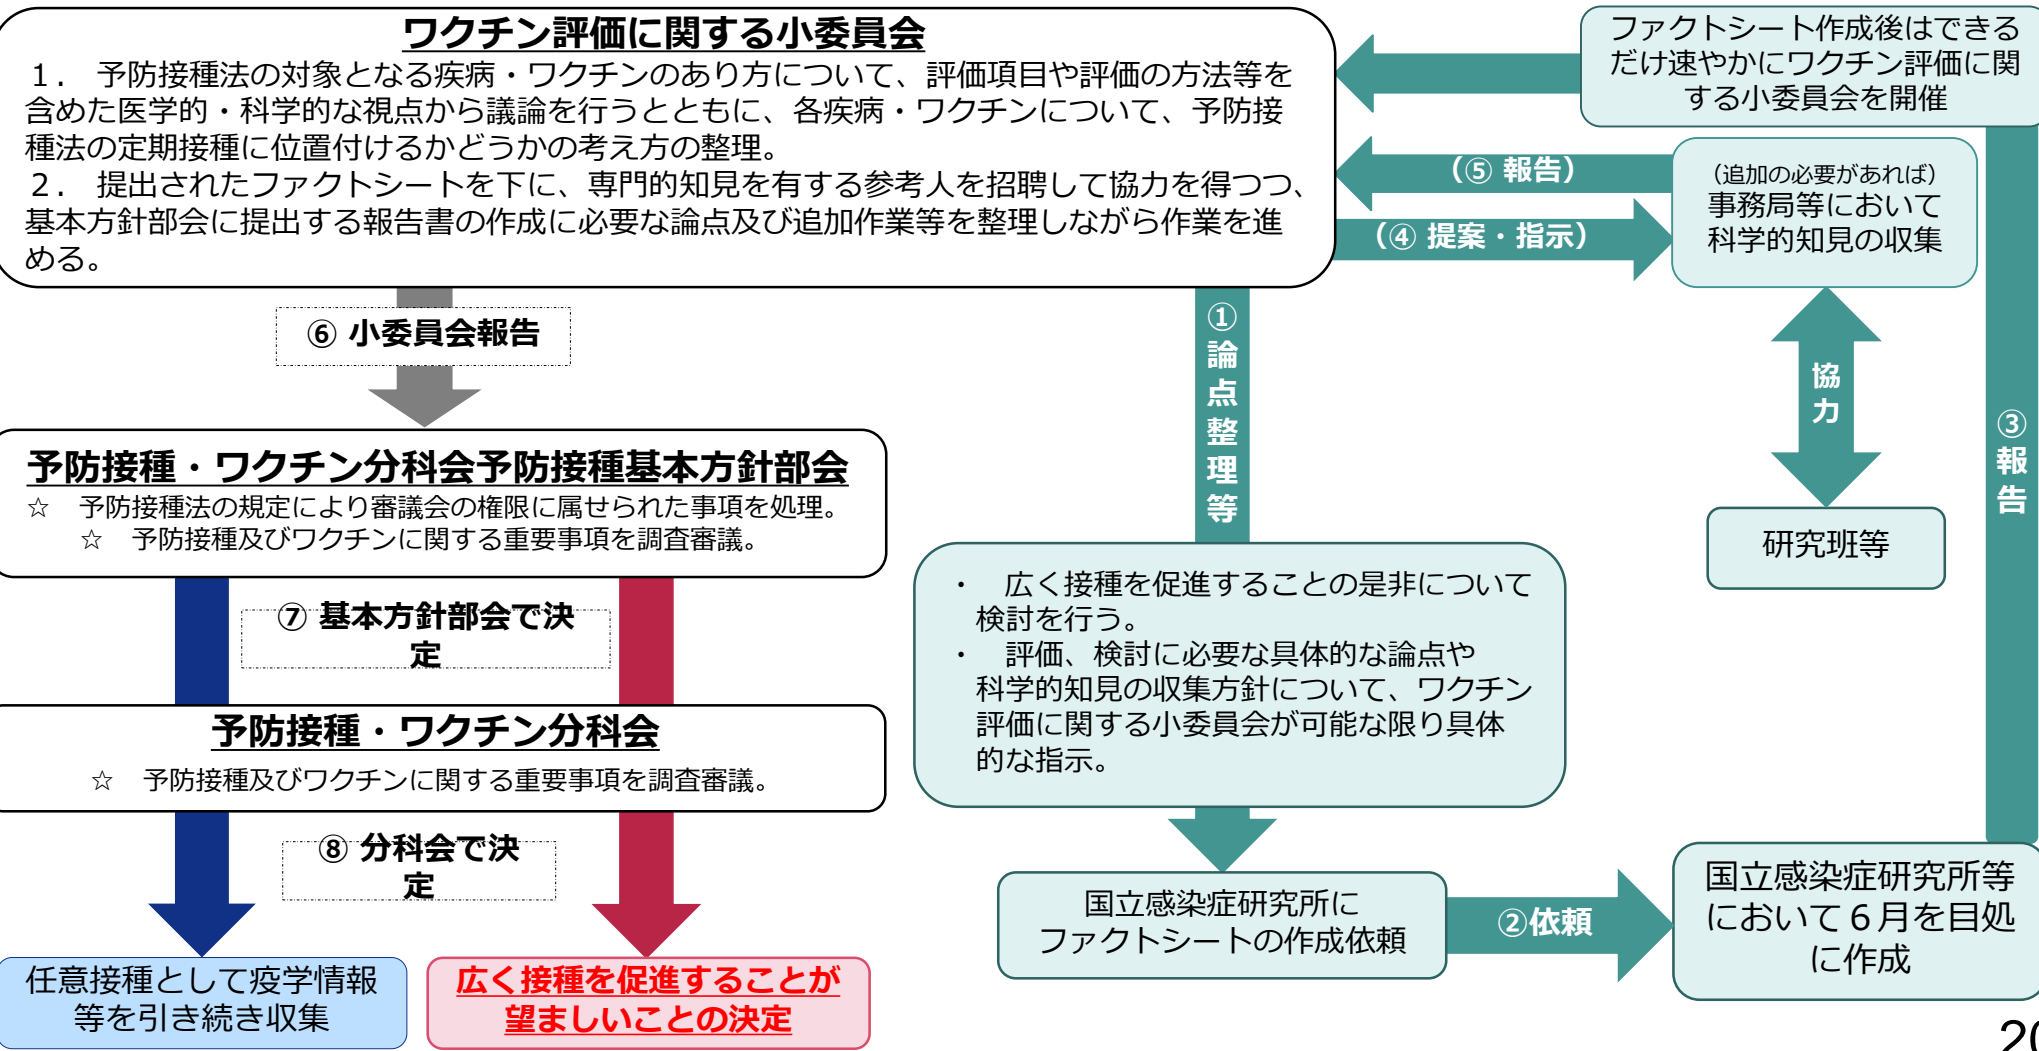 ワクチン評価に関する小委員会
１． 予防接種法の対象となる疾病・ワクチンのあり方について、評価項目や評価の方法等を
含めた医学的・科学的な視点から議論を行うとともに、各疾病・ワクチンについて、予防接
種法の定期接種に位置付けるかどうかの考え方の整理。
２． 提出されたファクトシートを下に、専門的知見を有する参考人を招聘して協力を得つつ、
基本方針部会に提出する報告書の作成に必要な論点及び追加作業等を整理しながら作業を進
める。
ファクトシート作成後はできる
だけ速やかにワクチン評価に関
する小委員会を開催
（⑤ 報告）
（④ 提案・指示）
（追加の必要があれば）
事務局等において
科学的知見の収集
協力
研究班等
③報告
①論点整理等
⑥ 小委員会報告
予防接種・ワクチン分科会予防接種基本方針部会
☆ 予防接種法の規定により審議会の権限に属せられた事項を処理。
☆ 予防接種及びワクチンに関する重要事項を調査審議。
⑦ 基本方針部会で決
定
予防接種・ワクチン分科会
☆ 予防接種及びワクチンに関する重要事項を調査審議。
⑧ 分科会で決
定
任意接種として疫学情報
等を引き続き収集
広く接種を促進することが
望ましいことの決定
・ 広く接種を促進することの是非について
検討を行う。
・ 評価、検討に必要な具体的な論点や
科学的知見の収集方針について、ワクチン
評価に関する小委員会が可能な限り具体
的な指示。
国立感染症研究所に
ファクトシートの作成依頼
②依頼
国立感染症研究所等
において６月を目処
に作成
20